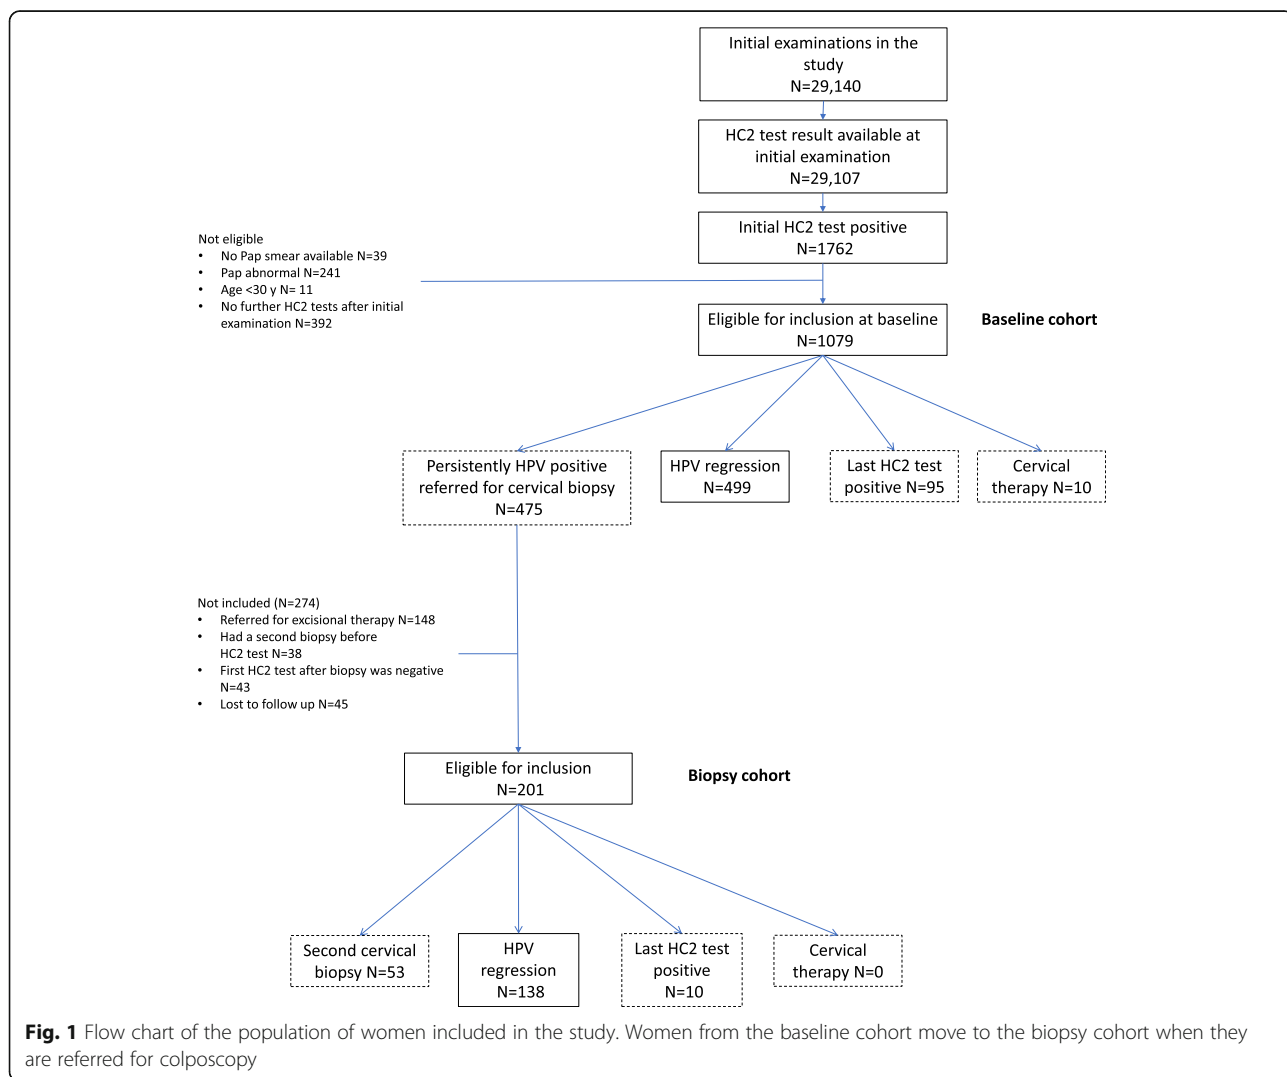 Initial examinations in the
study
N=29,140
HC2 test result available at
initial examination
N=29,107
Initial HC2 test positive
N=1762
Not eligible
• No Pap smear available N=39
• Pap abnormal N=241
• Age <30 y N= 11
• No further HC2 tests after initial
examination N=392
Eligible for inclusion at baseline
N=1079
Baseline cohort
Persistently HPV positive
referred for cervical biopsy
N=475
HPV regression
N=499
Last HC2 test
positive N=95
Cervical
therapy N=10
Not included (N=274)
• Referred for excisional therapy N=148
• Had a second biopsy before
HC2 test N=38
• First HC2 test after biopsy was negative
N=43
• Lost to follow up N=45
Eligible for inclusion
N=201
Biopsy cohort
Second cervical
biopsy N=53
HPV
regression
N=138
Last HC2 test
positive
N=10
Cervical
therapy N=0
Fig. 1 Flow chart of the population of women included in the study. Women from the baseline cohort move to the biopsy cohort when they
are referred for colposcopy